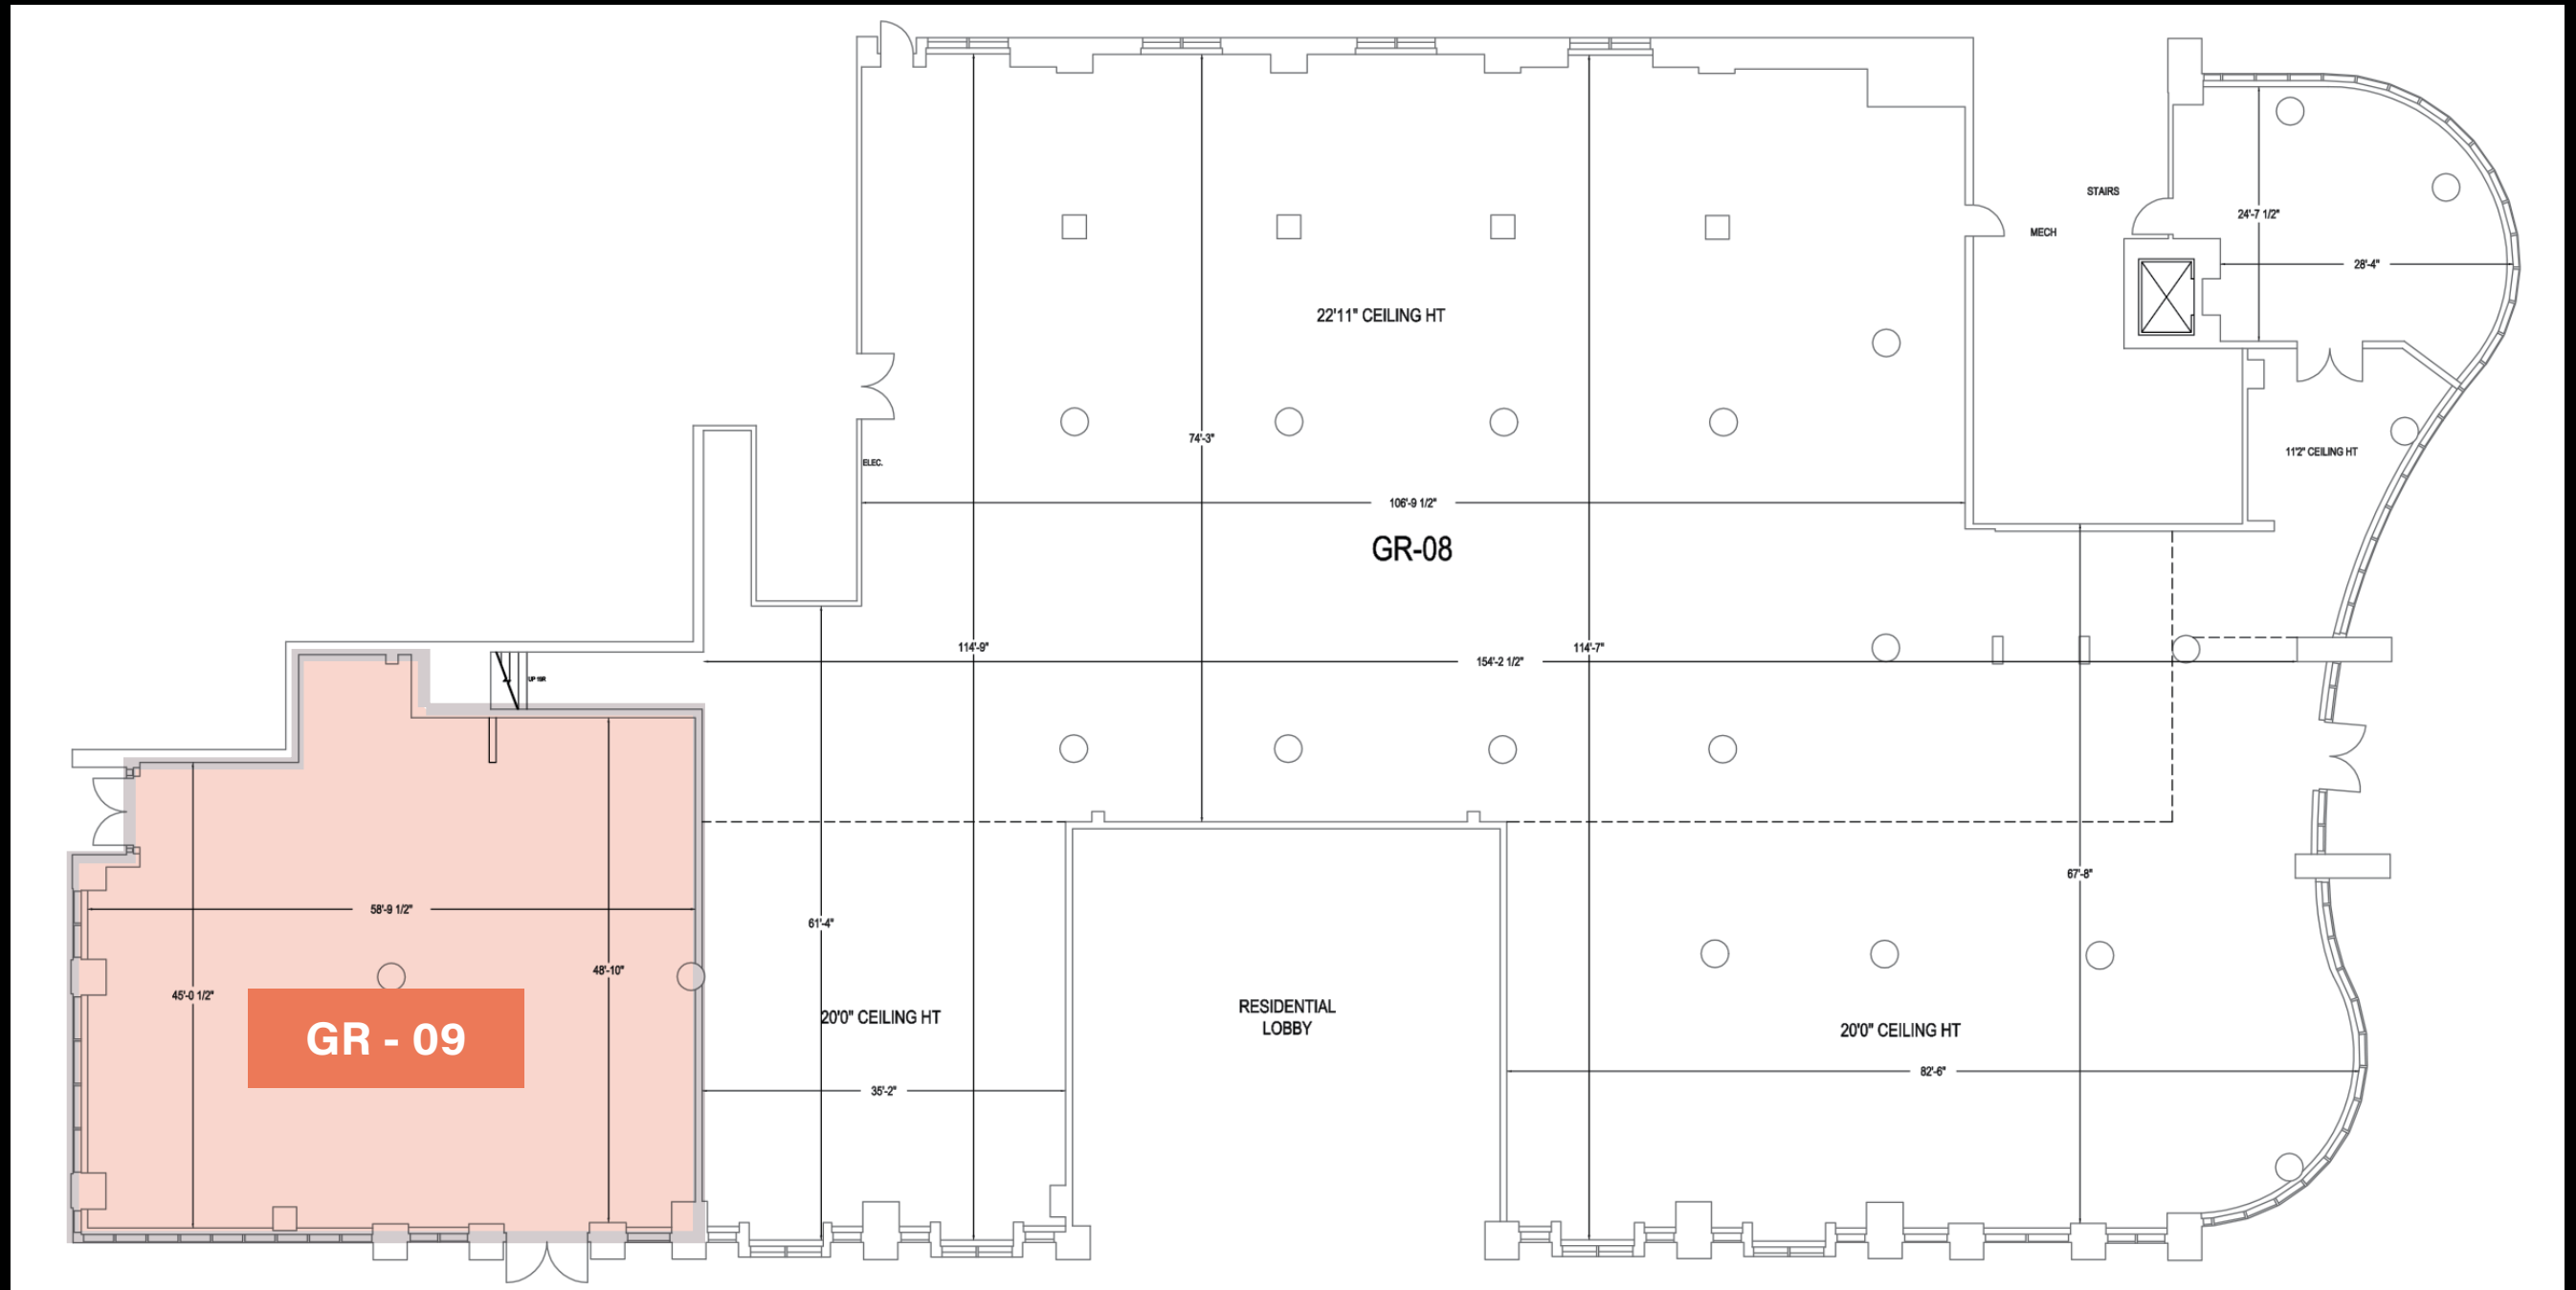 STAIRS
24'-7 1/2"
MECH
28'-4"
22'11" CEILING HT
74'-3"
11'2" CEILING HT
ELEC.
106'-9 1/2"
GR-08
114'-9"
114'-7"
154'-2 1/2"
UP 19R
67'-8"
58'-9 1/2"
61'-4"
48'-10"
45'-0 1/2"
RESIDENTIAL
LOBBY
20'0" CEILING HT
20'0" CEILING HT
GR - 09
82'-6"
35'-2"